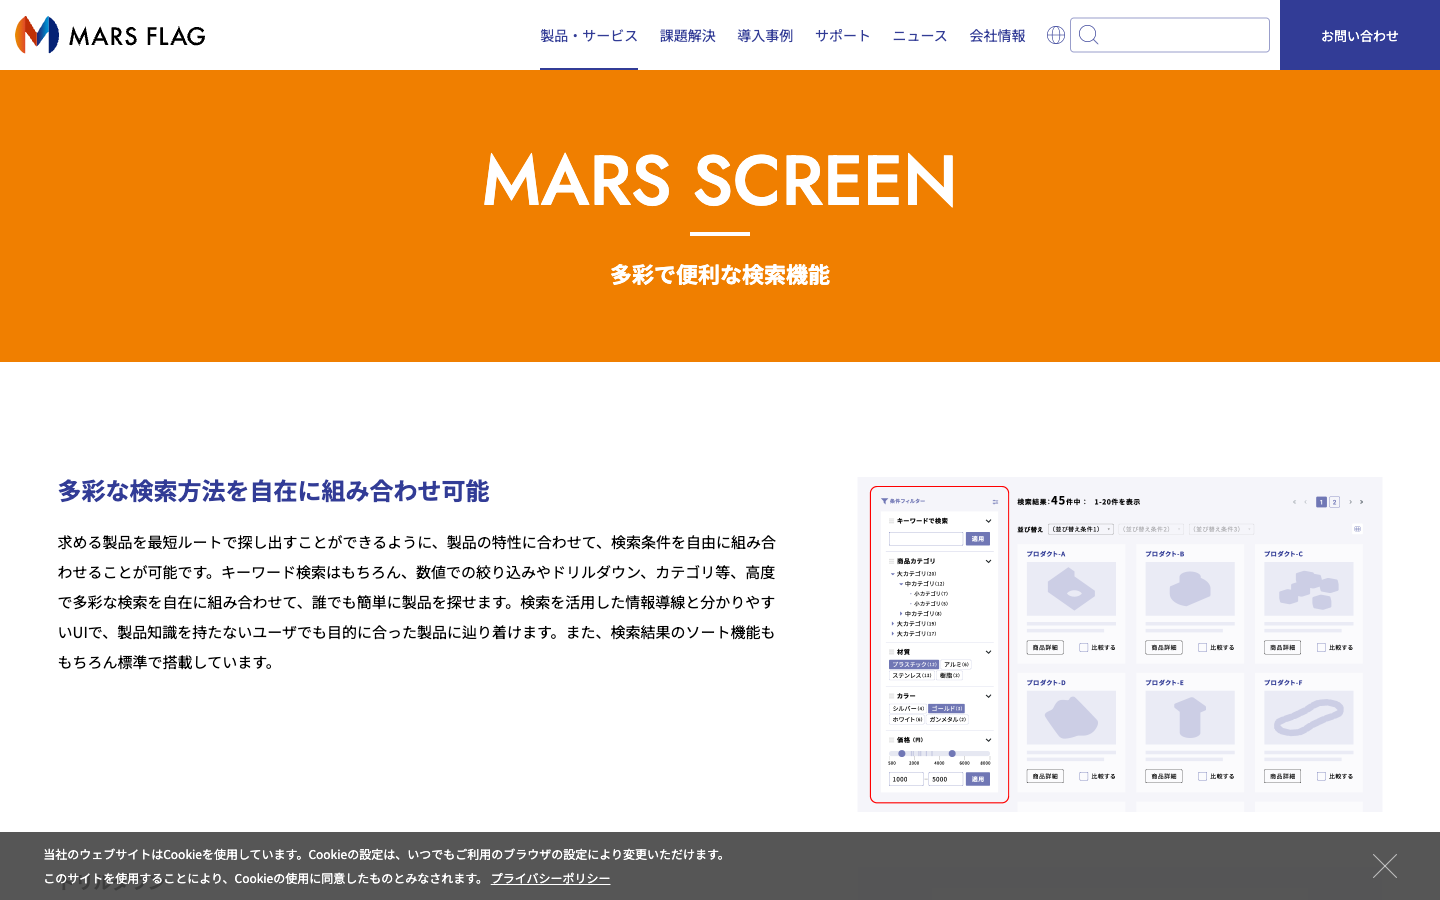 MARS FLAG
製品・サービス 課題解決 導入事例 サポート ニュース 会社情報
お問い合わせ
MARS SCREEN
多彩で便利な検索機能
多彩な検索方法を自在に組み合わせ可能
求める製品を最短ルートで探し出すことができるように、製品の特性に合わせて、検索条件を自由に組み合
わせることが可能です。キーワード検索はもちろん、数値での絞り込みやドリルダウン、カテゴリ等、高度
で多彩な検索を自在に組み合わせて、誰でも簡単に製品を探せます。検索を活用した情報導線と分かりやす
いUIで、製品知識を持たないユーザでも目的に合った製品に辿り着けます。また、検索結果のソート機能も
もちろん標準で搭載しています。
条件フィルター
キーワードで検索
適用
商品カテゴリ
大カテゴリ(20)
中カテゴリ(12)
小カテゴリ(7)
小カテゴリ(5)
中カテゴリ(8)
大カテゴリ(19)
大カテゴリ(17)
材質
プラスチック(17) アルミ(6)
ステンレス(14) 樹脂(3)
カラー
シルバー(4) ゴールド(3)
ホワイト(6) ガンメタル(2)
価格 (円)
500 2000 4000 6000 8000
1000 - 5000 適用
検索結果:45件中: 1-20件を表示
1 2
並び替え (並び替え条件1) (並び替え条件2) (並び替え条件3)
プロダクト-A プロダクト-B プロダクト-C
商品詳細 比較する 商品詳細 比較する 商品詳細 比較する
プロダクト-D プロダクト-E プロダクト-F
商品詳細 比較する 商品詳細 比較する 商品詳細 比較する
当社のウェブサイトはCookieを使用しています。Cookieの設定は、いつでもご利用のブラウザの設定により変更いただけます。
このサイトを使用することにより、Cookieの使用に同意したものとみなされます。 プライバシーポリシー